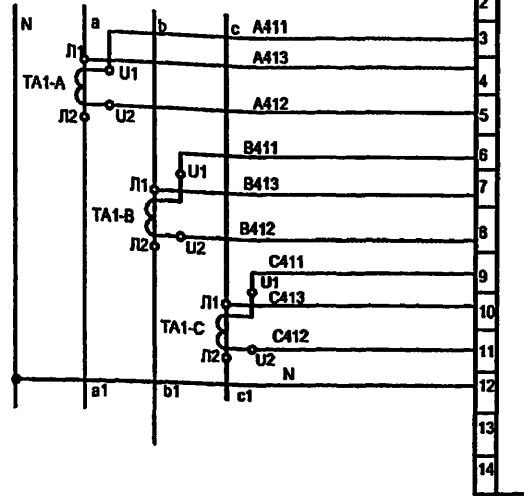 2
N a b c A411
3
Л1 A413
U1 4
TA1-A
A412
U2 5
Л2
B411 6
U1
Л1 B413 7
TA1-B
B412
Л2 U2 8
C411
9
U1
Л1 C413 10
TA1-C
C412
Л2 U2 11
N
a1 b1 c1 12
13
14